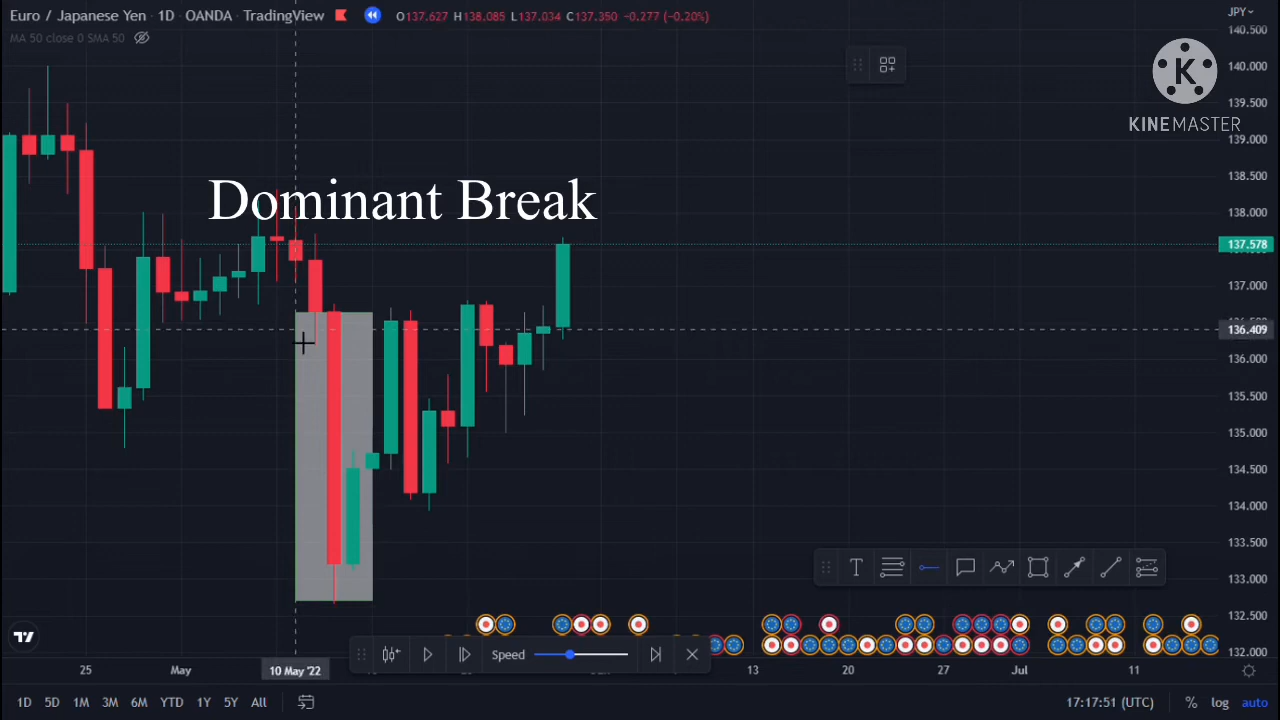 Euro / Japanese Yen · 1D · OANDA · TradingView O137.627 H138.085 L137.034 C137.350 -0.277 (-0.20%)
MA 50 close 0 SMA 50
JPY
140.500
140.000
139.500
139.000
138.500
138.000
137.578
137.000
136.409
136.000
135.500
135.000
134.500
134.000
133.500
133.000
132.500
132.000
K
KINEMASTER
Dominant Break
T
Speed
25 May 10 May '22 13 20 27 Jul 11
1D 5D 1M 3M 6M YTD 1Y 5Y All 17:17:51 (UTC) % log auto